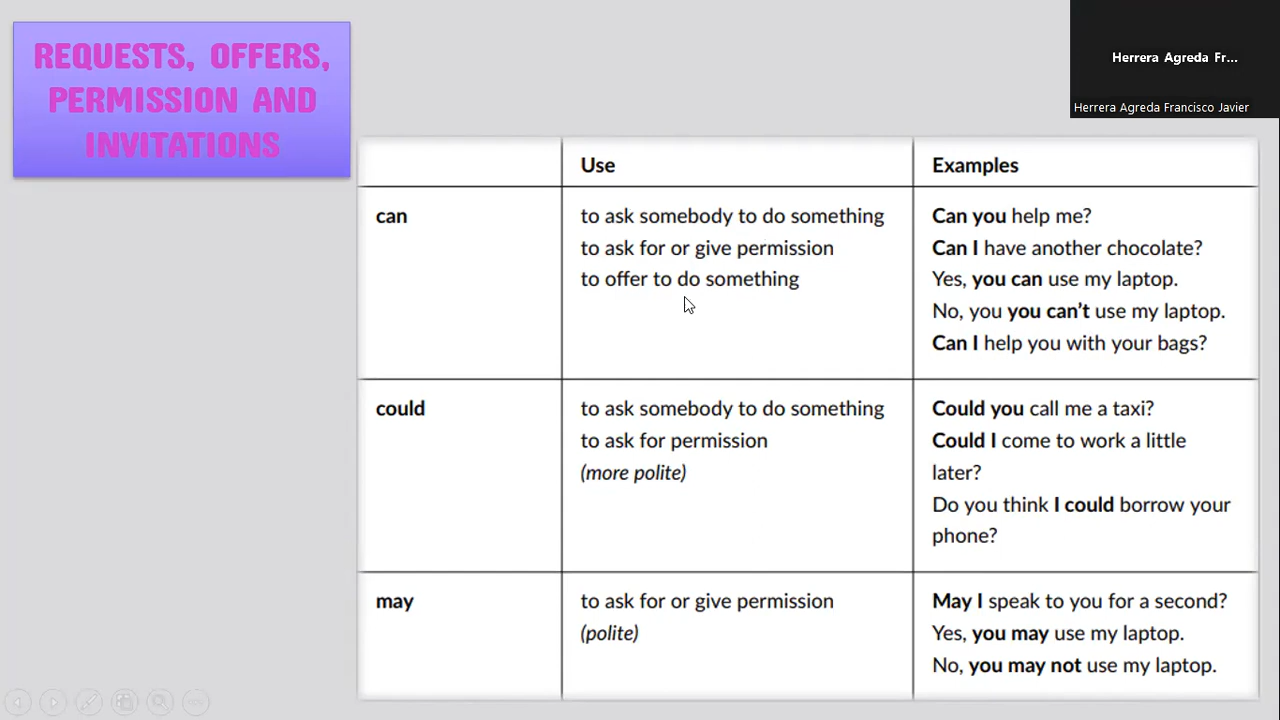 REQUESTS, OFFERS,
PERMISSION AND
INVITATIONS
Herrera Agreda Fr...
Herrera Agreda Francisco Javier
Use
Examples
can
to ask somebody to do something
to ask for or give permission
to offer to do something
Can you help me?
Can I have another chocolate?
Yes, you can use my laptop.
No, you you can't use my laptop.
Can I help you with your bags?
could
to ask somebody to do something
to ask for permission
(more polite)
Could you call me a taxi?
Could I come to work a little
later?
Do you think I could borrow your
phone?
may
to ask for or give permission
(polite)
May I speak to you for a second?
Yes, you may use my laptop.
No, you may not use my laptop.